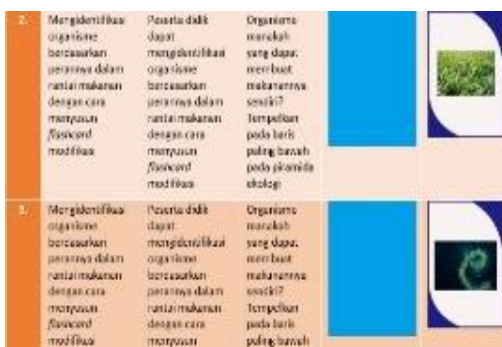 2.
Mengidentifikasi
organisme
berdasarkan
perannya dalam
rantai makanan
dengan cara
menyusun
flashcard
modifikasi
Peserta didik
dapat
mengidentifikasi
organisme
berdasarkan
perannya dalam
rantai makanan
dengan cara
menyusun
flashcard
modifikasi
Organisme
manakah
yang dapat
membuat
makanannya
sendiri?
Tempelkan
pada baris
paling bawah
pada piramida
ekologi
3.
Mengidentifikasi
organisme
berdasarkan
perannya dalam
rantai makanan
dengan cara
menyusun
flashcard
modifikasi
Peserta didik
dapat
mengidentifikasi
organisme
berdasarkan
perannya dalam
rantai makanan
dengan cara
menyusun
Organisme
manakah
yang dapat
membuat
makanannya
sendiri?
Tempelkan
pada baris
paling bawah